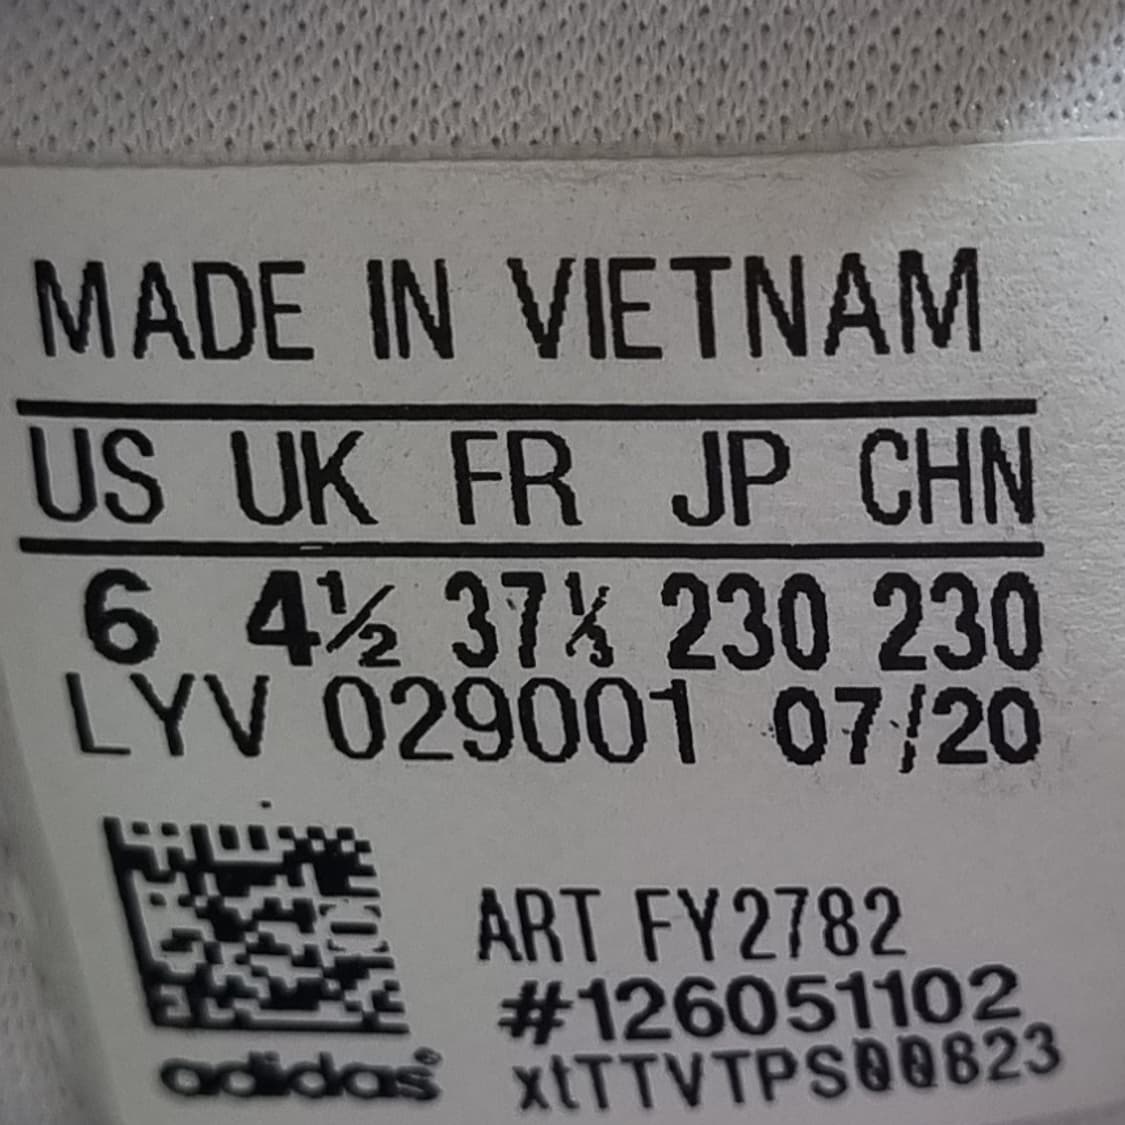 MADE IN VIETNAM
US UK FR JP CHN
6 4½ 37⅓ 230 230
LYV 029001 07/20
ART FY2782
#126051102
adidas® xtTTVTPS00823